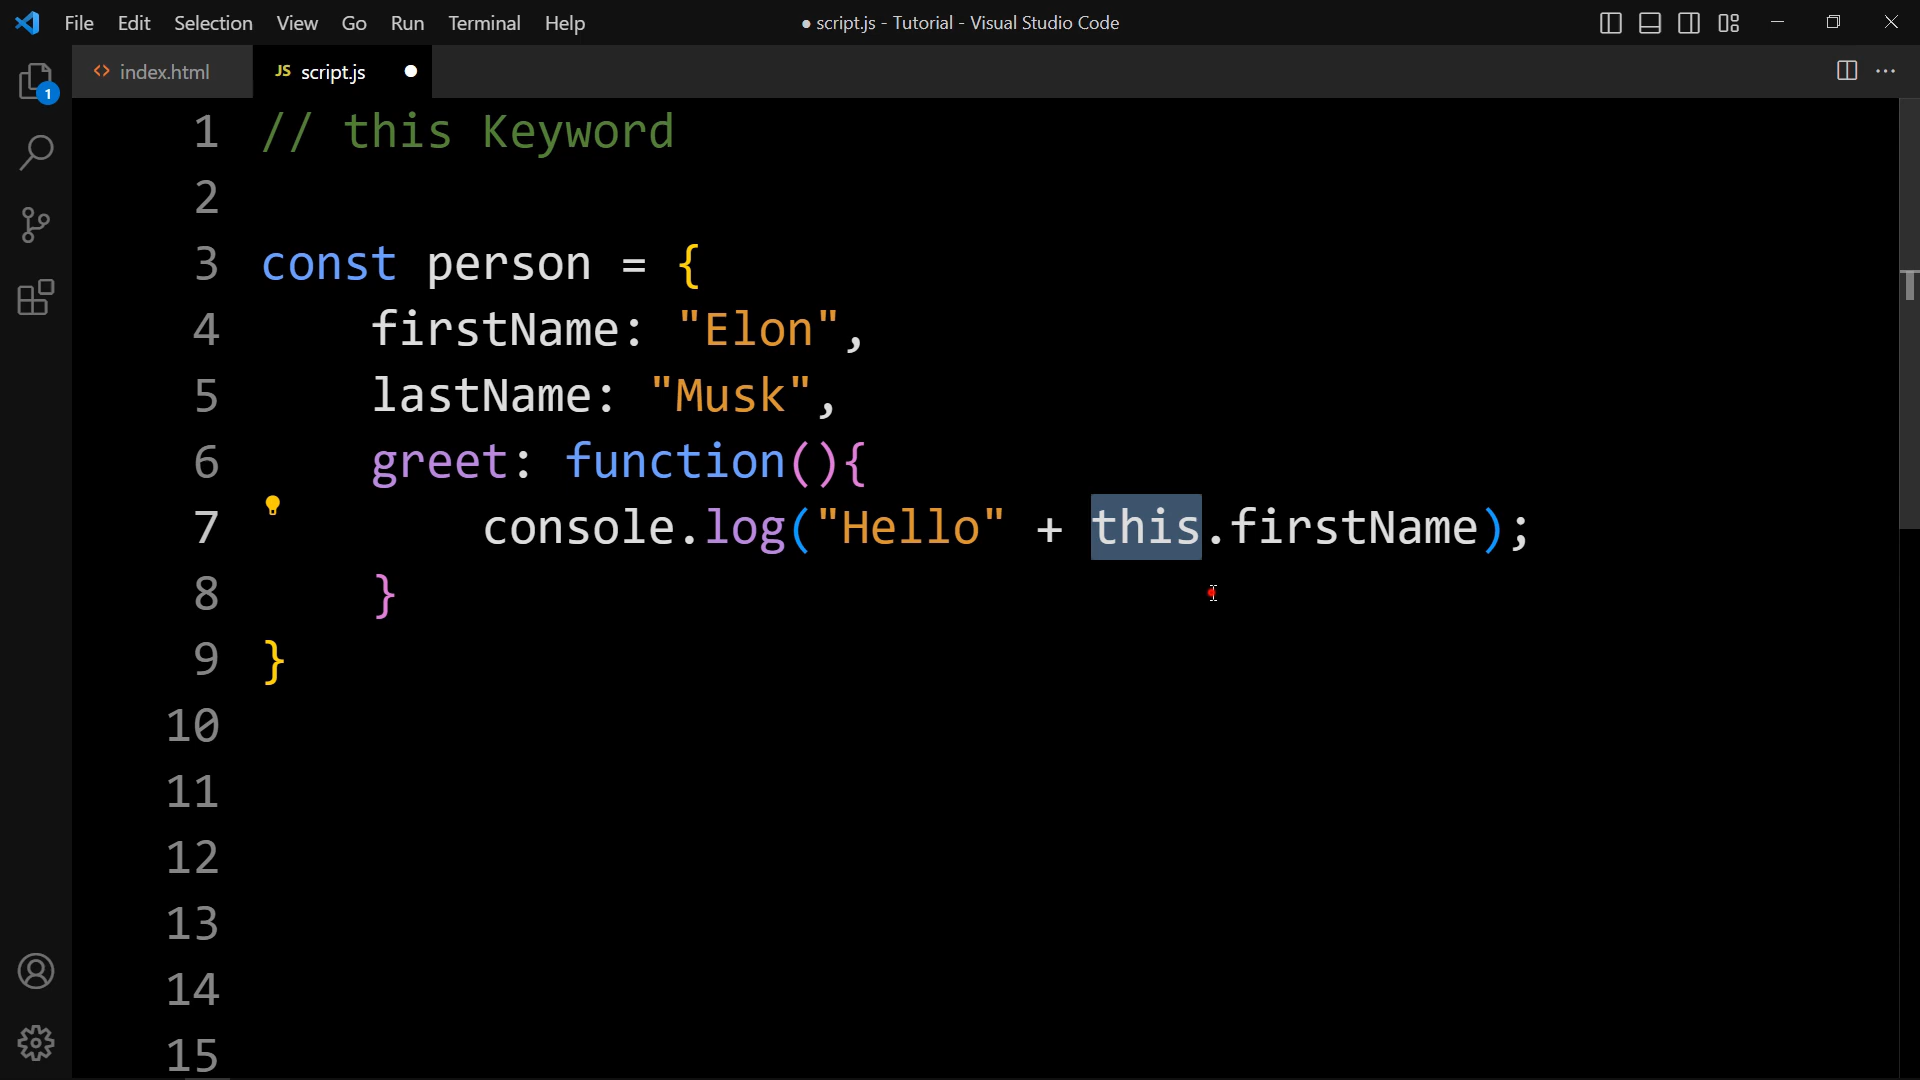 File Edit Selection View Go Run Terminal Help ● script.js - Tutorial - Visual Studio Code
1 <> index.html JS script.js ●
1 // this Keyword
2
3 const person = {
4 firstName: "Elon",
5 lastName: "Musk",
6 greet: function(){
7 console.log("Hello" + this.firstName);
8 }
9 }
10
11
12
13
14
15